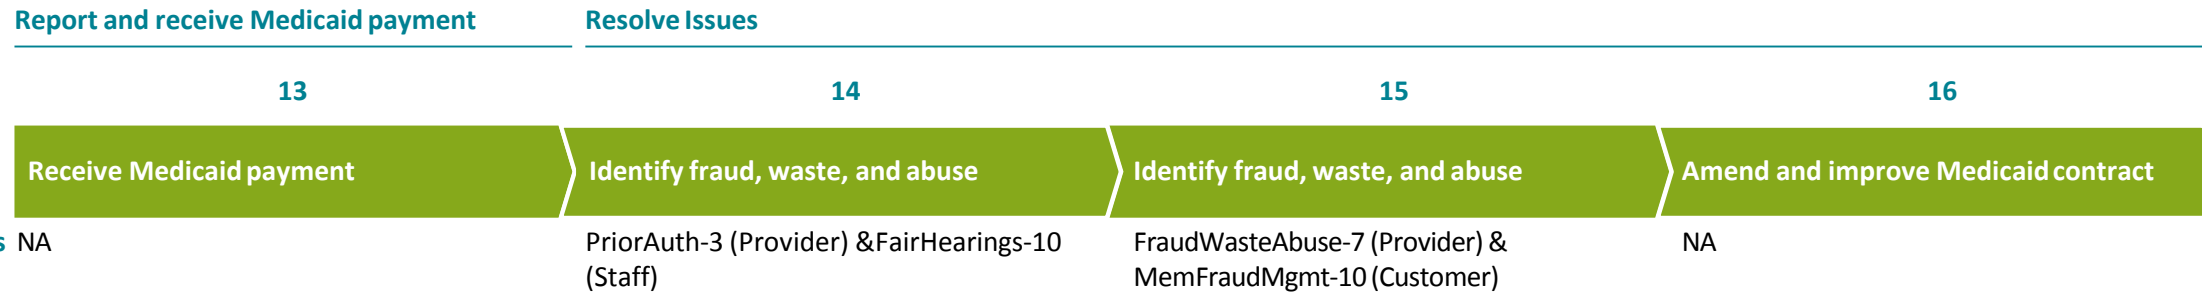 Report and receive Medicaid payment
Resolve Issues
13
14
15
16
Receive Medicaid payment
Identify fraud, waste, and abuse
Identify fraud, waste, and abuse
Amend and improve Medicaid contract
s NA
PriorAuth-3 (Provider) &FairHearings-10
(Staff)
FraudWasteAbuse-7 (Provider) &
MemFraudMgmt-10 (Customer)
NA